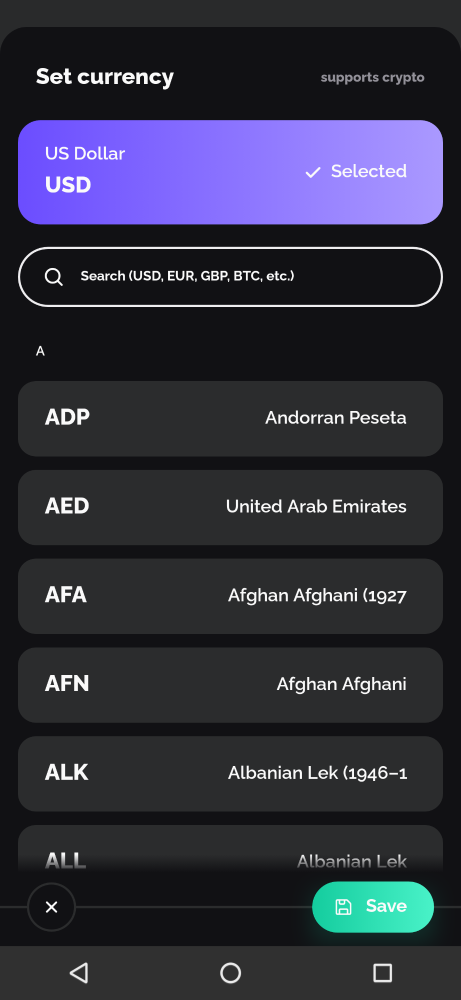 Set currency
supports crypto
US Dollar
USD
Selected
Search (USD, EUR, GBP, BTC, etc.)
A
ADP
Andorran Peseta
AED
United Arab Emirates
AFA
Afghan Afghani (1927
AFN
Afghan Afghani
ALK
Albanian Lek (1946–1
ALL
Albanian Lek
Save